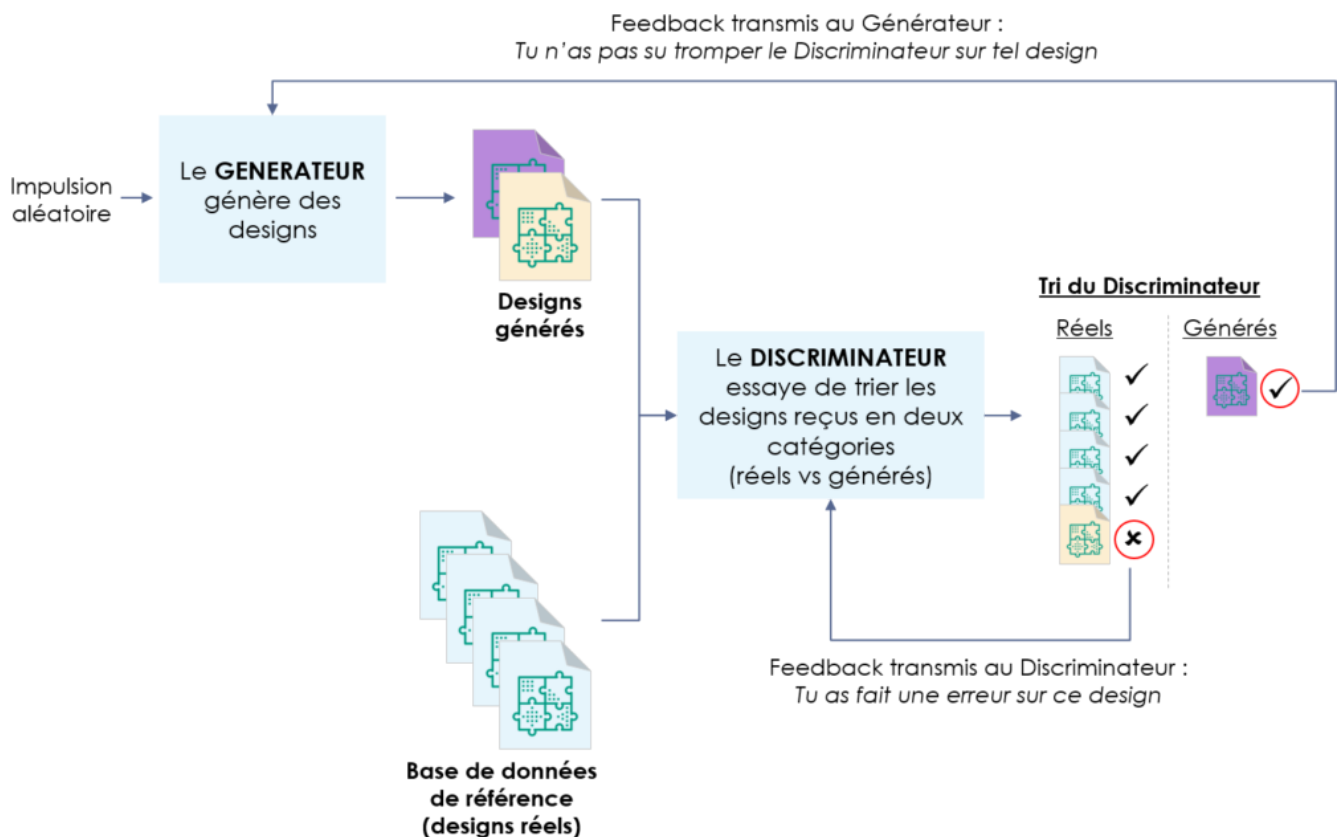 Feedback transmis au Générateur :
Tu n'as pas su tromper le Discriminateur sur tel design
Impulsion
aléatoire
Le GENERATEUR
génère des
designs
Designs
générés
Base de données
de référence
(designs réels)
Le DISCRIMINATEUR
essaye de trier les
designs reçus en deux
catégories
(réels vs générés)
Tri du Discriminateur
Réels
Générés
Feedback transmis au Discriminateur :
Tu as fait une erreur sur ce design